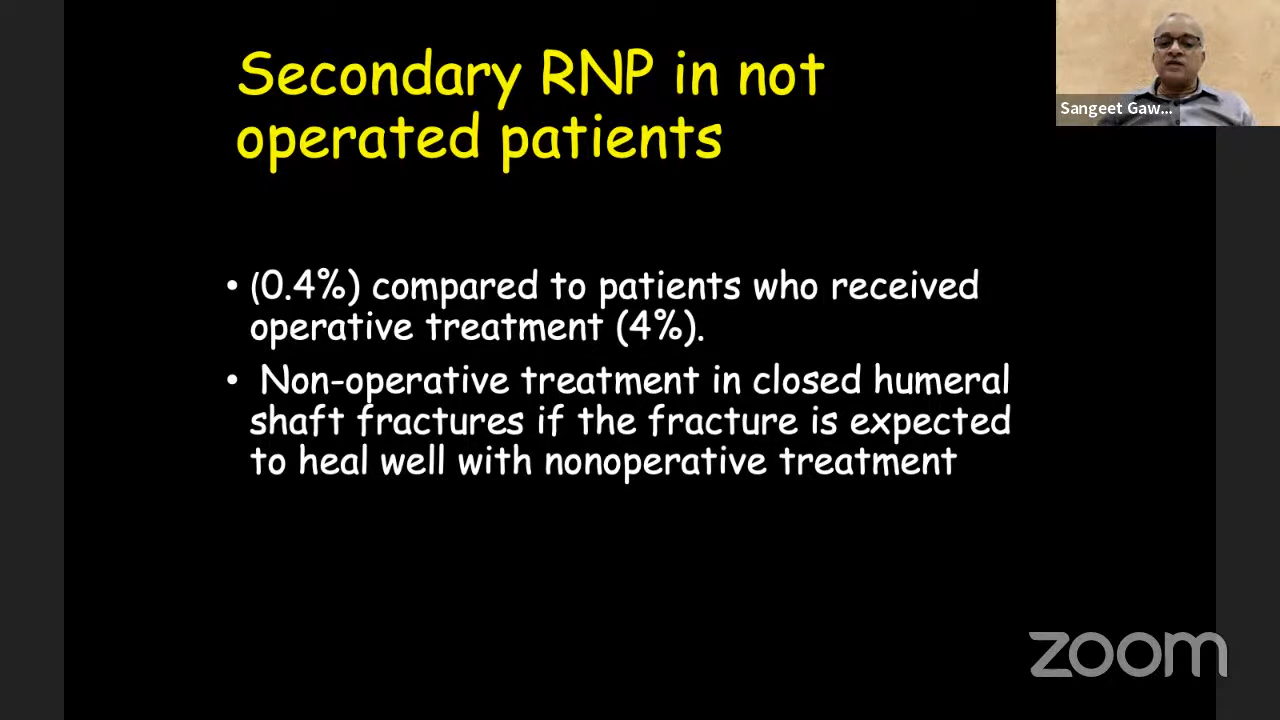 Secondary RNP in not
operated patients
Sangeet Gaw...
• (0.4%) compared to patients who received
operative treatment (4%).
• Non-operative treatment in closed humeral
shaft fractures if the fracture is expected
to heal well with nonoperative treatment
zoom